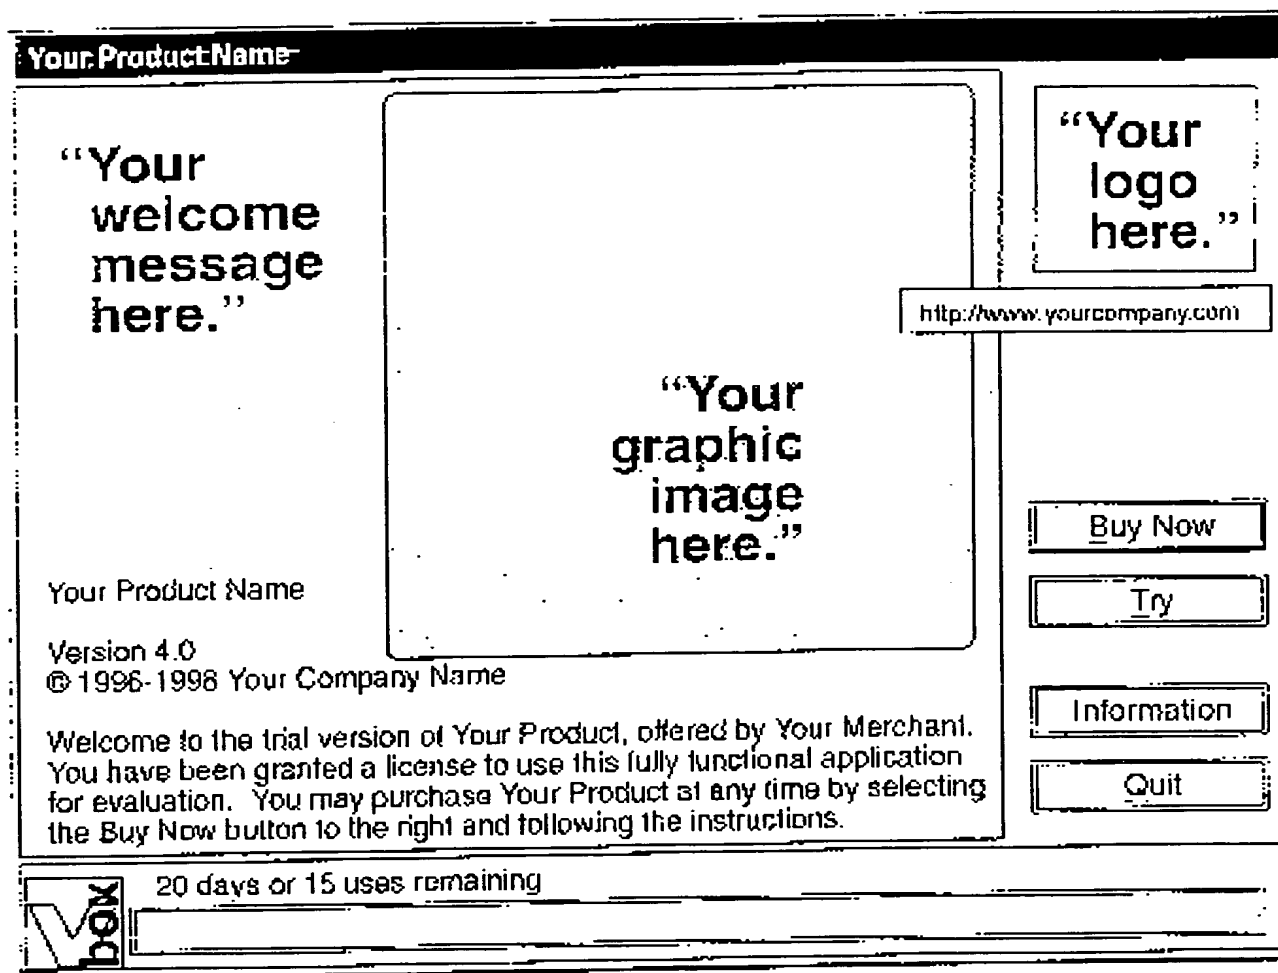 Your Product Name
“Your
welcome
message
here.”
“Your
graphic
image
here.”
“Your
logo
here.”
http://www.yourcompany.com
Buy Now
Try
Information
Quit
Your Product Name
Version 4.0
© 1996-1998 Your Company Name
Welcome to the trial version of Your Product, offered by Your Merchant.
You have been granted a license to use this fully functional application
for evaluation. You may purchase Your Product at any time by selecting
the Buy Now button to the right and following the instructions.
20 days or 15 uses remaining
Vbox